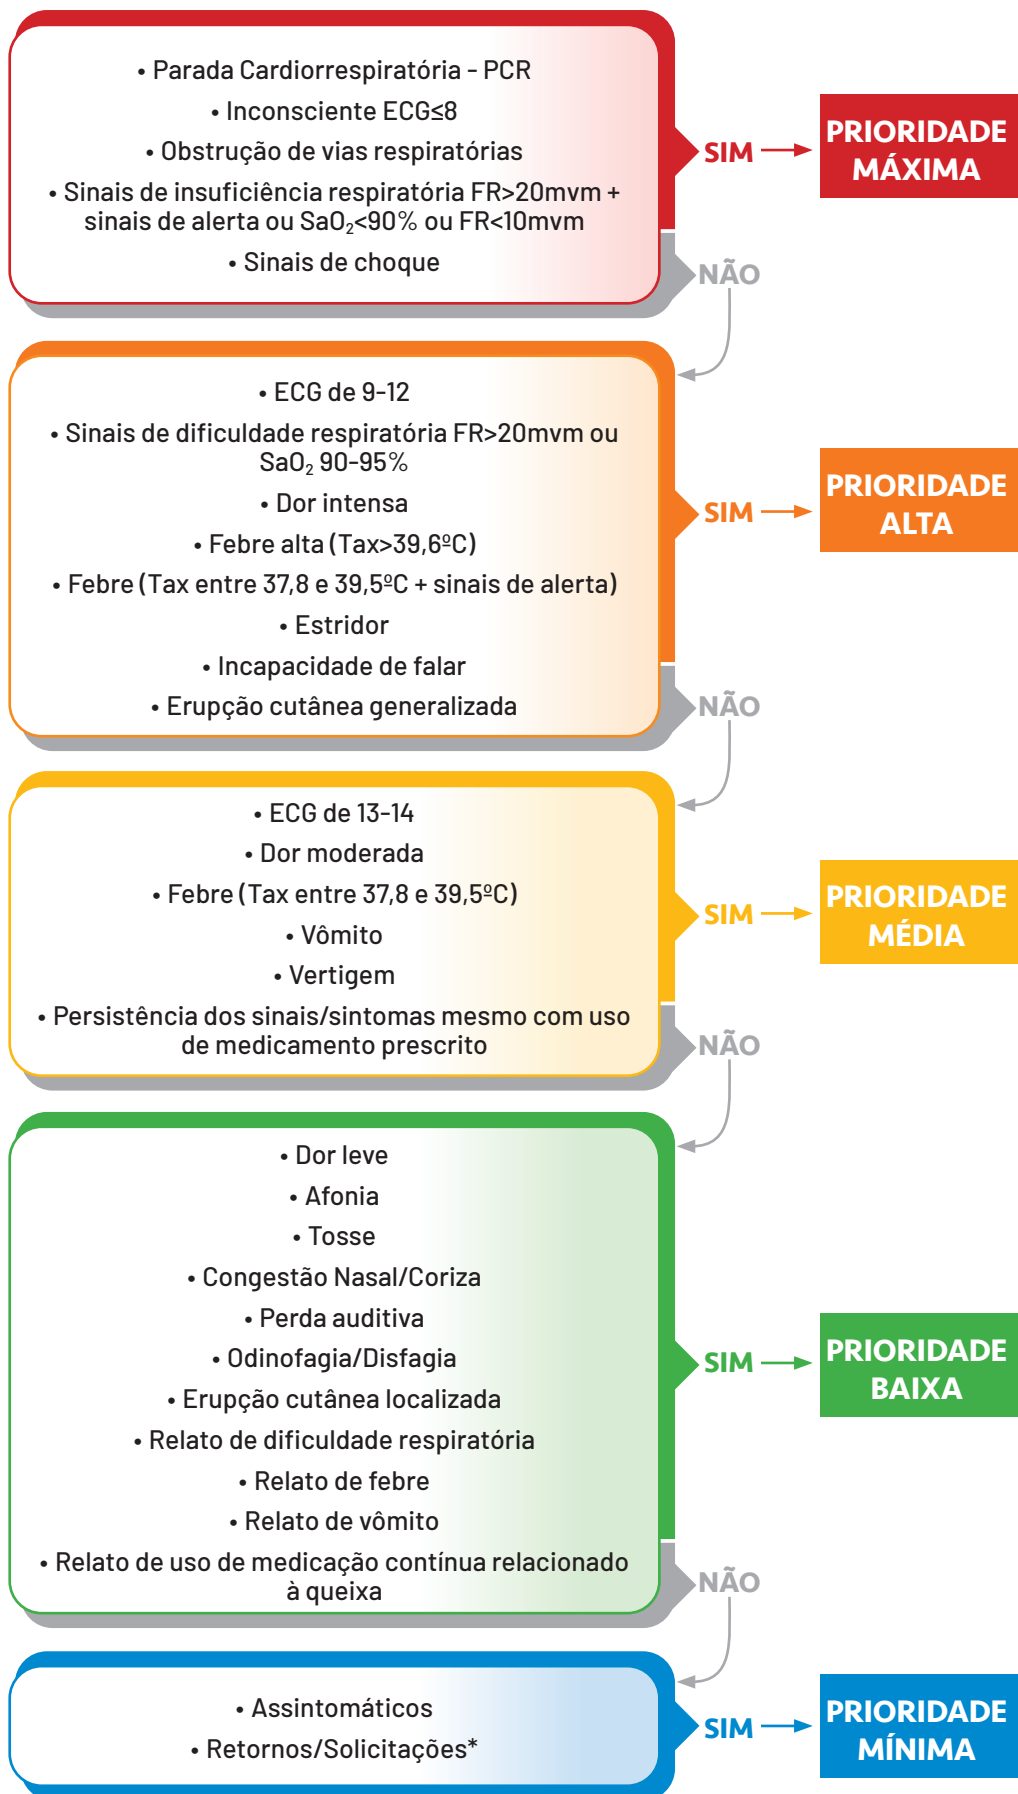 • Parada Cardiorrespiratória - PCR
• Inconsciente ECG≤8
• Obstrução de vias respiratórias
• Sinais de insuficiência respiratória FR>20mvm +
sinais de alerta ou SaO₂<90% ou FR<10mvm
• Sinais de choque
SIM
PRIORIDADE
MÁXIMA
NÃO
• ECG de 9-12
• Sinais de dificuldade respiratória FR>20mvm ou
SaO₂ 90-95%
• Dor intensa
• Febre alta (Tax>39,6ºC)
• Febre (Tax entre 37,8 e 39,5ºC + sinais de alerta)
• Estridor
• Incapacidade de falar
• Erupção cutânea generalizada
SIM
PRIORIDADE
ALTA
NÃO
• ECG de 13-14
• Dor moderada
• Febre (Tax entre 37,8 e 39,5ºC)
• Vômito
• Vertigem
• Persistência dos sinais/sintomas mesmo com uso
de medicamento prescrito
SIM
PRIORIDADE
MÉDIA
NÃO
• Dor leve
• Afonia
• Tosse
• Congestão Nasal/Coriza
• Perda auditiva
• Odinofagia/Disfagia
• Erupção cutânea localizada
• Relato de dificuldade respiratória
• Relato de febre
• Relato de vômito
• Relato de uso de medicação contínua relacionado
à queixa
SIM
PRIORIDADE
BAIXA
NÃO
• Assintomáticos
• Retornos/Solicitações*
SIM
PRIORIDADE
MÍNIMA